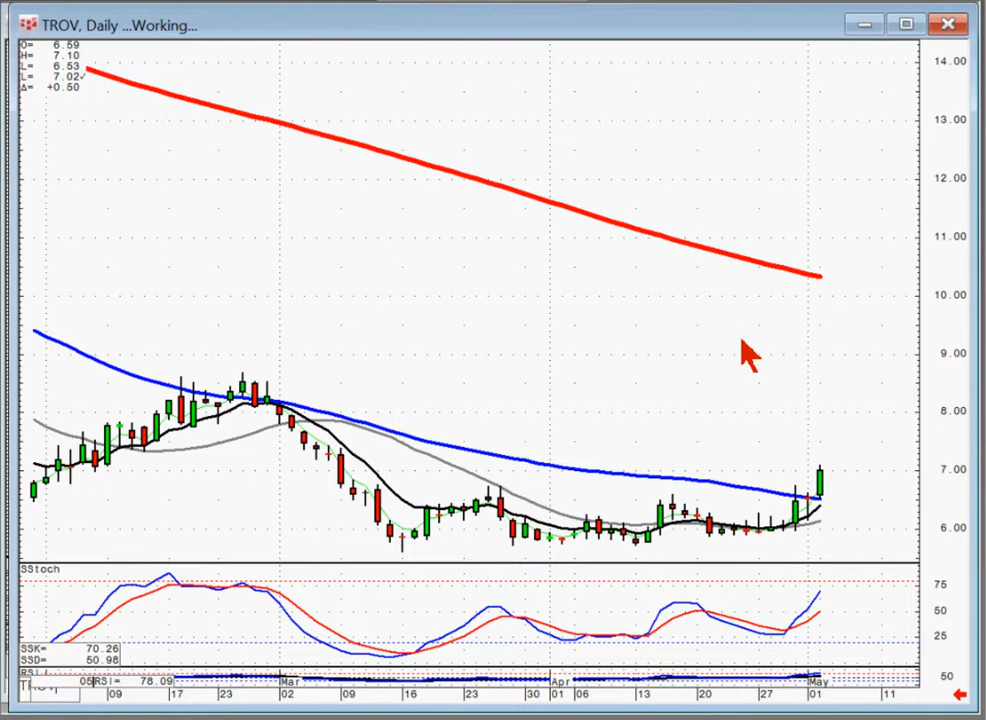 TROV, Daily ...Working...
O= 6.59
H= 7.10
L= 6.53
L= 7.02
Δ= +0.50
14.00
13.00
12.00
11.00
10.00
9.00
8.00
7.00
6.00
SStoch
75
50
25
SSK= 70.26
SSD= 50.98
RSI= 78.09
50
09 17 23 02 Mar 09 16 23 30 01 Apr 06 13 20 27 01 May 11